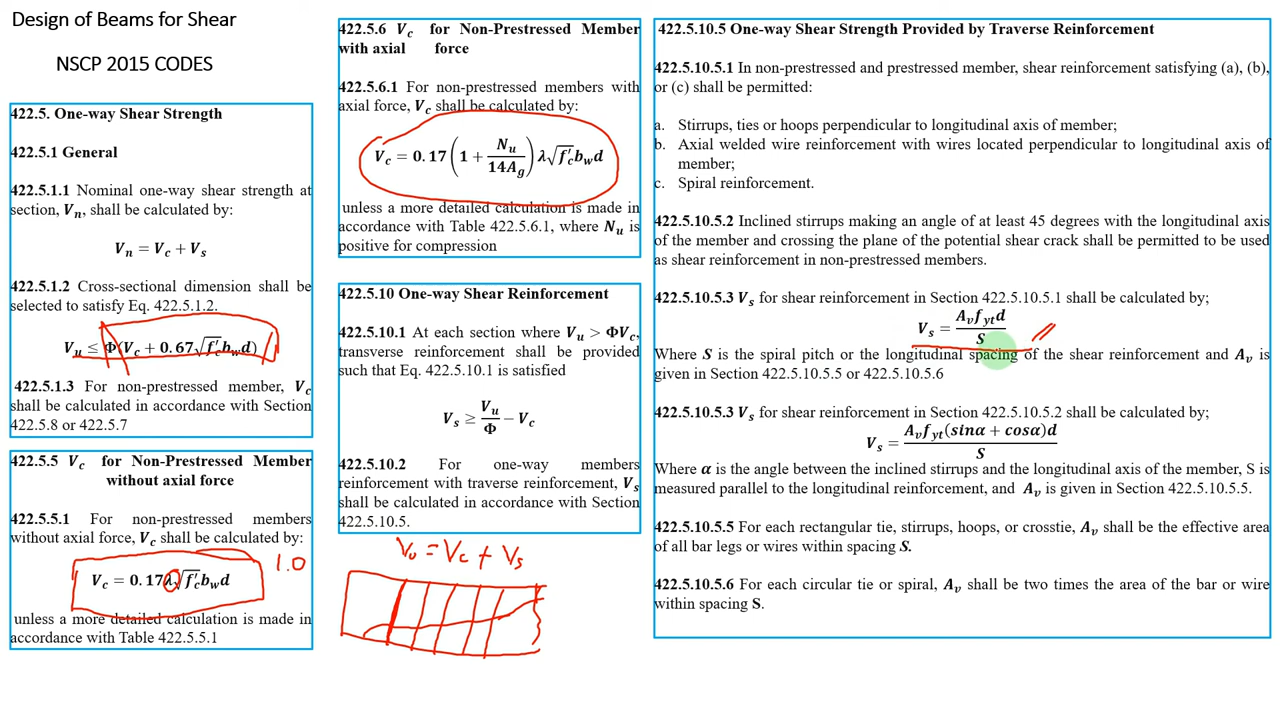 Design of Beams for Shear
NSCP 2015 CODES
422.5. One-way Shear Strength
422.5.1 General
422.5.1.1 Nominal one-way shear strength at
section, Vₙ, shall be calculated by:
Vₙ = V_c + Vₛ
422.5.1.2 Cross-sectional dimension shall be
selected to satisfy Eq. 422.5.1.2.
Vᵤ ≤ Φ(V_c + 0.67√f'_c b_w d)
422.5.1.3 For non-prestressed member, V_c
shall be calculated in accordance with Section
422.5.8 or 422.5.7
422.5.5 V_c for Non-Prestressed Member
without axial force
422.5.5.1 For non-prestressed members
without axial force, V_c shall be calculated by:
V_c = 0.17λ√f'_c b_w d
1.0
unless a more detailed calculation is made in
accordance with Table 422.5.5.1
422.5.6 V_c for Non-Prestressed Member
with axial force
422.5.6.1 For non-prestressed members with
axial force, V_c shall be calculated by:
V_c = 0.17(1 + Nᵤ/14A_g)λ√f'_c b_w d
unless a more detailed calculation is made in
accordance with Table 422.5.6.1, where Nᵤ is
positive for compression
422.5.10 One-way Shear Reinforcement
422.5.10.1 At each section where Vᵤ > ΦV_c,
transverse reinforcement shall be provided
such that Eq. 422.5.10.1 is satisfied
Vₛ ≥ Vᵤ/Φ − V_c
422.5.10.2 For one-way members
reinforcement with traverse reinforcement, Vₛ
shall be calculated in accordance with Section
422.5.10.5.
Vᵤ = V_c + Vₛ
422.5.10.5 One-way Shear Strength Provided by Traverse Reinforcement
422.5.10.5.1 In non-prestressed and prestressed member, shear reinforcement satisfying (a), (b),
or (c) shall be permitted:
a. Stirrups, ties or hoops perpendicular to longitudinal axis of member;
b. Axial welded wire reinforcement with wires located perpendicular to longitudinal axis of
member;
c. Spiral reinforcement.
422.5.10.5.2 Inclined stirrups making an angle of at least 45 degrees with the longitudinal axis
of the member and crossing the plane of the potential shear crack shall be permitted to be used
as shear reinforcement in non-prestressed members.
422.5.10.5.3 Vₛ for shear reinforcement in Section 422.5.10.5.1 shall be calculated by;
Vₛ = Aᵥf_yt d/S
Where S is the spiral pitch or the longitudinal spacing of the shear reinforcement and Aᵥ is
given in Section 422.5.10.5.5 or 422.5.10.5.6
422.5.10.5.3 Vₛ for shear reinforcement in Section 422.5.10.5.2 shall be calculated by;
Vₛ = Aᵥf_yt(sinα + cosα)d/S
Where α is the angle between the inclined stirrups and the longitudinal axis of the member, S is
measured parallel to the longitudinal reinforcement, and Aᵥ is given in Section 422.5.10.5.5.
422.5.10.5.5 For each rectangular tie, stirrups, hoops, or crosstie, Aᵥ shall be the effective area
of all bar legs or wires within spacing S.
422.5.10.5.6 For each circular tie or spiral, Aᵥ shall be two times the area of the bar or wire
within spacing S.